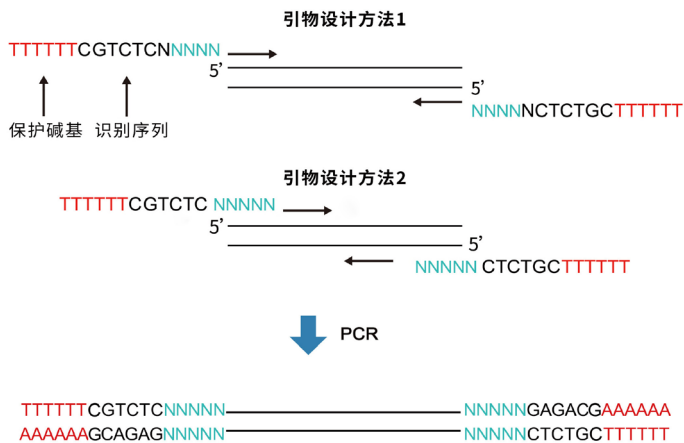 引物设计方法1
TTTTTTCGTCTCNNNNN
5'
5'
NNNNNCTCTGCTTTTTT
保护碱基 识别序列
引物设计方法2
TTTTTTCGTCTC NNNNN
5'
5'
NNNNN CTCTGCTTTTTT
PCR
TTTTTTCGTCTCNNNNN NNNNNGAGACGAAAAAA
AAAAAAGCAGAGNNNNN NNNNNCTCTGCTTTTTT